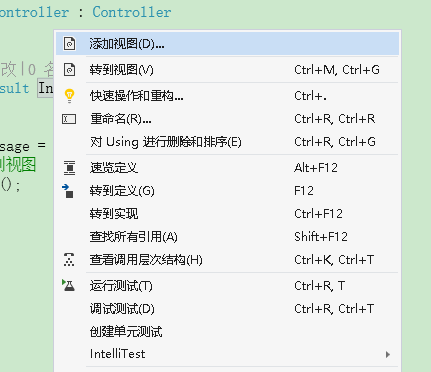 ontroller : Controller
添加视图(D)...
改|0 名
转到视图(V) Ctrl+M, Ctrl+G
sult In
快速操作和重构... Ctrl+.
重命名(R)... Ctrl+R, Ctrl+R
对 Using 进行删除和排序(E) Ctrl+R, Ctrl+G
sage =
速览定义 Alt+F12
视图
转到定义(G) F12
();
转到实现 Ctrl+F12
查找所有引用(A) Shift+F12
查看调用层次结构(H) Ctrl+K, Ctrl+T
运行测试(T) Ctrl+R, T
调试测试(D) Ctrl+R, Ctrl+T
创建单元测试
IntelliTest